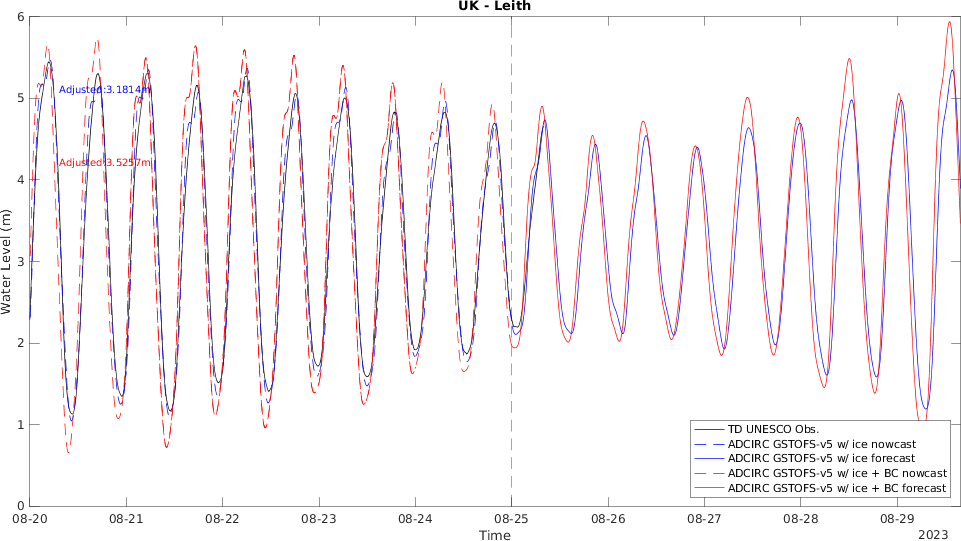 UK - Leith
6
5
4
3
2
1
0
Adjusted:3.1814m
Adjusted:3.5257m
Water Level (m)
TD UNESCO Obs.
ADCIRC GSTOFS-v5 w/ ice nowcast
ADCIRC GSTOFS-v5 w/ ice forecast
ADCIRC GSTOFS-v5 w/ ice + BC nowcast
ADCIRC GSTOFS-v5 w/ ice + BC forecast
08-20 08-21 08-22 08-23 08-24 08-25 08-26 08-27 08-28 08-29
Time
2023